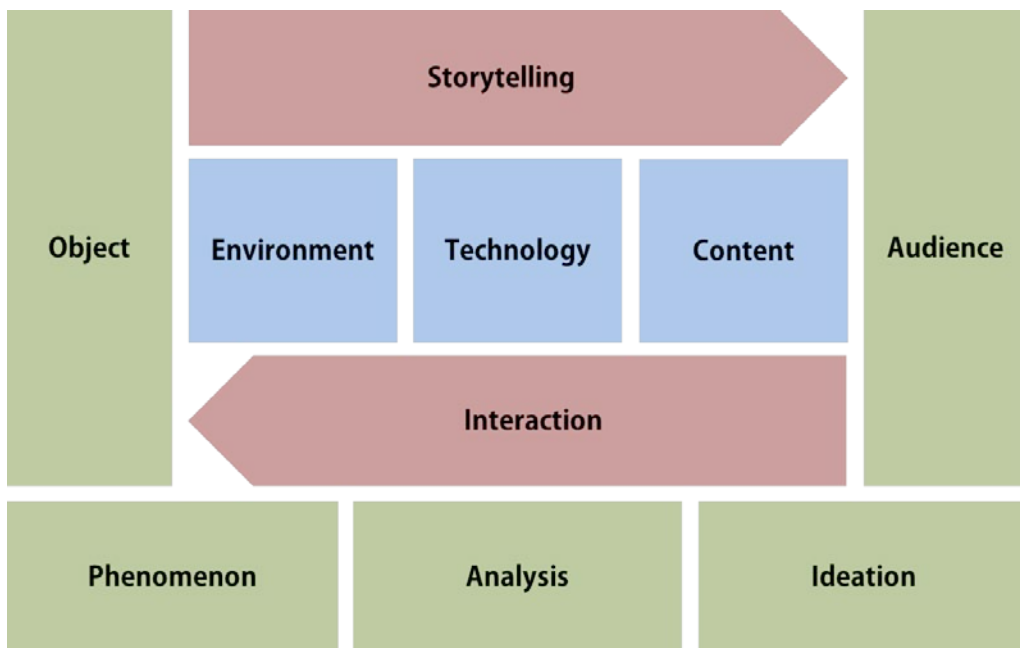 Storytelling
Object
Environment
Technology
Content
Audience
Interaction
Phenomenon
Analysis
Ideation